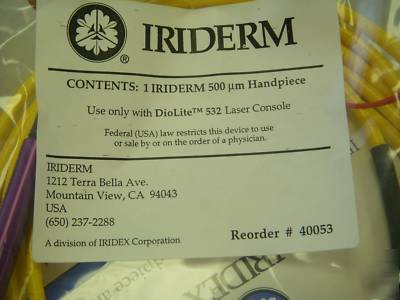 ® IRIDERM
CONTENTS: 1 IRIDERM 500 µm Handpiece
Use only with DioLite™ 532 Laser Console
Federal (USA) law restricts this device to use
or sale by or on the order of a physician.
IRIDERM
1212 Terra Bella Ave.
Mountain View, CA 94043
USA
(650) 237-2288
A division of IRIDEX Corporation
Reorder # 40053
IRIDEX